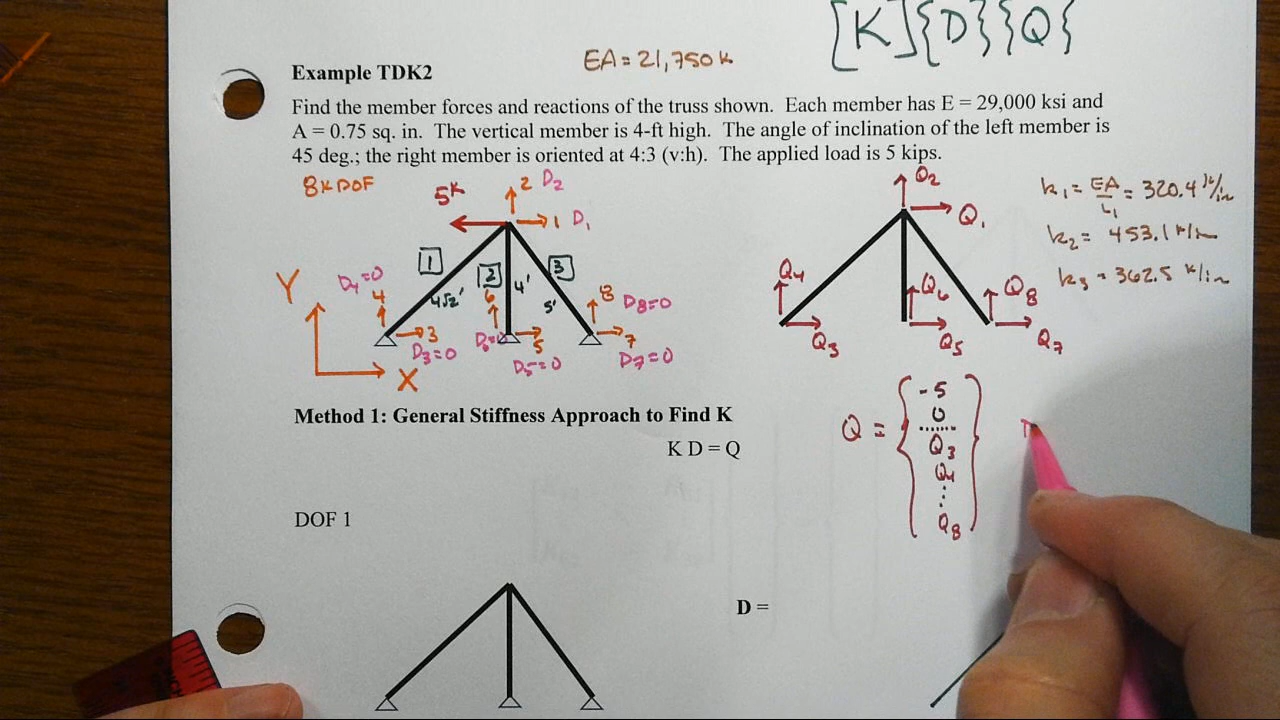 [K]{D}{Q}
EA = 21,750 k
Example TDK2
Find the member forces and reactions of the truss shown. Each member has E = 29,000 ksi and
A = 0.75 sq. in. The vertical member is 4-ft high. The angle of inclination of the left member is
45 deg.; the right member is oriented at 4:3 (v:h). The applied load is 5 kips.
8 K DOF
5K
2 D2
1 D1
1
2
3
4√2'
4'
5'
Y
X
D4=0
4
3
D3=0
6
D6=0
5
D5=0
8
D8=0
7
D7=0
Q2
Q1
Q4
Q3
Q6
Q5
Q8
Q7
k1 = EA/L1 = 320.4 k/in
k2 = 453.1 k/in
k3 = 362.5 k/in
Method 1: General Stiffness Approach to Find K
K D = Q
Q = { -5
0
Q3
Q4
⋮
Q8 }
DOF 1
D =